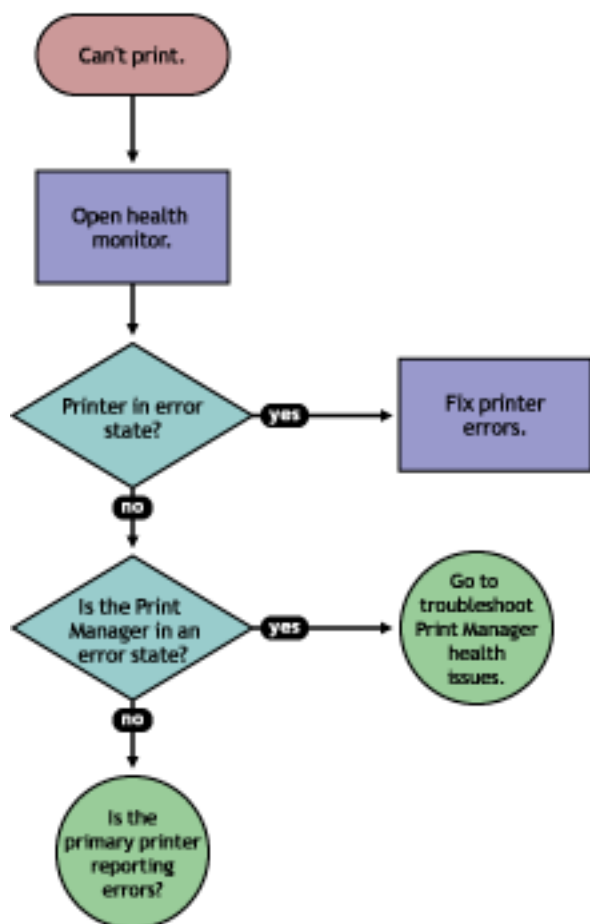 Can't print.
Open health
monitor.
Printer in error
state?
yes
Fix printer
errors.
no
Is the Print
Manager in an
error state?
yes
Go to
troubleshoot
Print Manager
health
issues.
no
Is the
primary printer
reporting
errors?